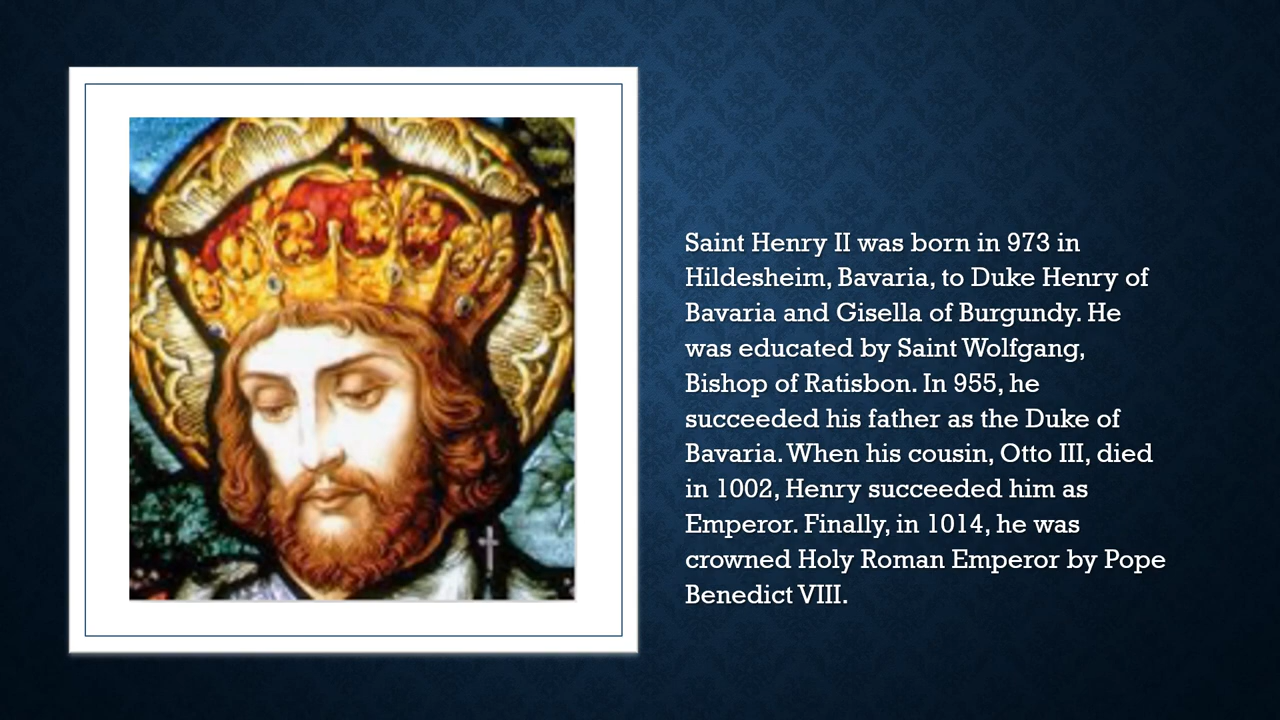 Saint Henry II was born in 973 in
Hildesheim, Bavaria, to Duke Henry of
Bavaria and Gisella of Burgundy. He
was educated by Saint Wolfgang,
Bishop of Ratisbon. In 955, he
succeeded his father as the Duke of
Bavaria. When his cousin, Otto III, died
in 1002, Henry succeeded him as
Emperor. Finally, in 1014, he was
crowned Holy Roman Emperor by Pope
Benedict VIII.